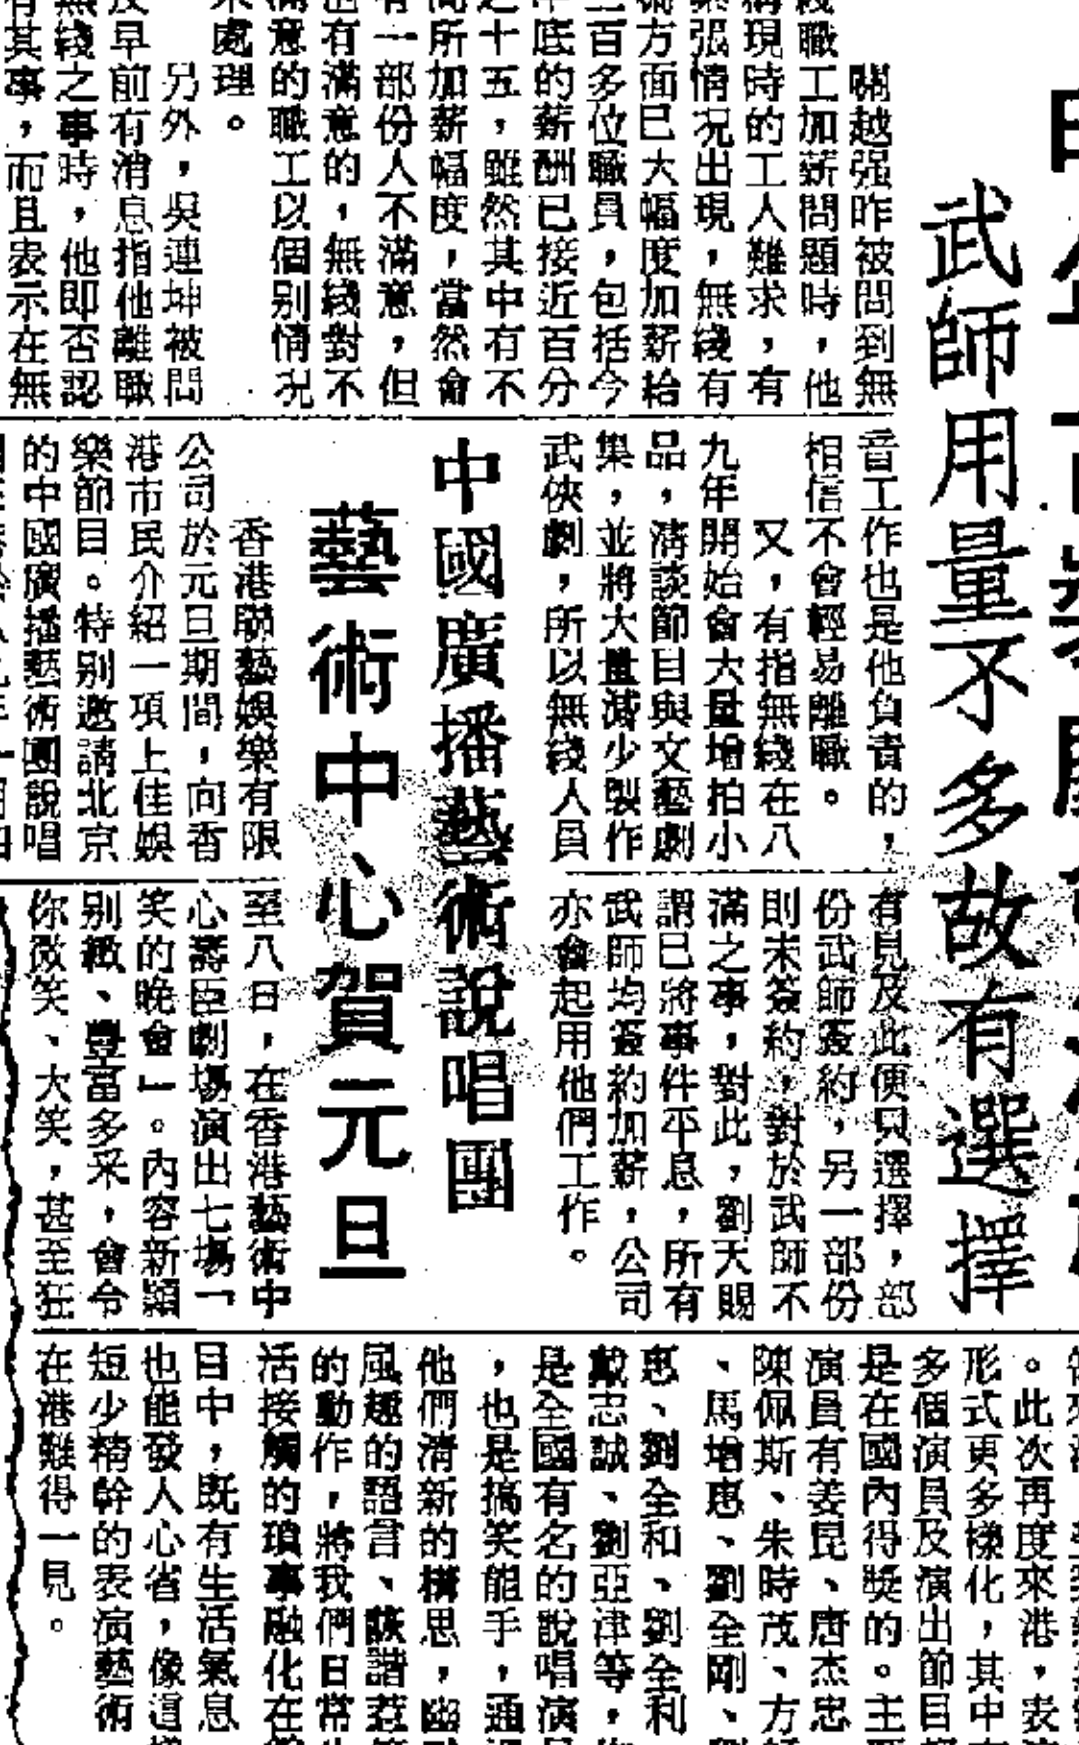 武師用量不多故有選擇
關越强昨被問到無
綫職工加薪問題時，他
現時的工人難求，有
張情況出現，無綫有
方面已大幅度加薪給
百多位職員，包括今
底的薪酬已接近百分
之十五，雖然其中有不
所加薪幅度，當然會
有一部份人不滿意，但
也有滿意的，無綫對不
滿意的職工以個别情況
來處理。
另外，吳連坤被問
及早前有消息指他離職
無綫之事時，他即否認
有其事，而且表示在無
音工作也是他負責的，
相信不會輕易離職。
又，有指無綫在八
九年開始會大量增拍小
品，淸談節目與文藝劇
集，並將大量減少製作
武俠劇，所以無綫人員
有見及此便只選擇，部
份武師簽約，另一部份
則未簽約，對於武師不
滿之事，對此，劉天賜
謂已將事件平息，所有
武師均簽約加薪，公司
亦會起用他們工作。
中國廣播藝術說唱團
藝術中心賀元旦
香港聯藝娛樂有限
公司於元旦期間，向香
港市民介紹一項上佳娛
樂節目。特别邀請北京
的中國廣播藝術團說唱
至八日，在香港藝術中
心壽臣劇場演出七場「
笑的晚會」。內容新穎
别緻、豐富多采，會令
你微笑、大笑，甚至狂
。此次再度來港，表
形式更多樣化，其中
多個演員及演出節目
是在國內得獎的。主
演員有姜昆、唐杰忠
陳佩斯、朱時茂、方
、馬增惠、劉全剛、
惠、劉全和、劉全利
戴志誠、劉亞津等，
是全國有名的說唱演
，也是搞笑能手，通
他們清新的構思，幽
風趣的語言、詼諧惹
的動作，將我們日常
活接觸的瑣事融化在
目中，既有生活氣息
也能發人心省，像這
短少精幹的表演藝術
在港難得一見。